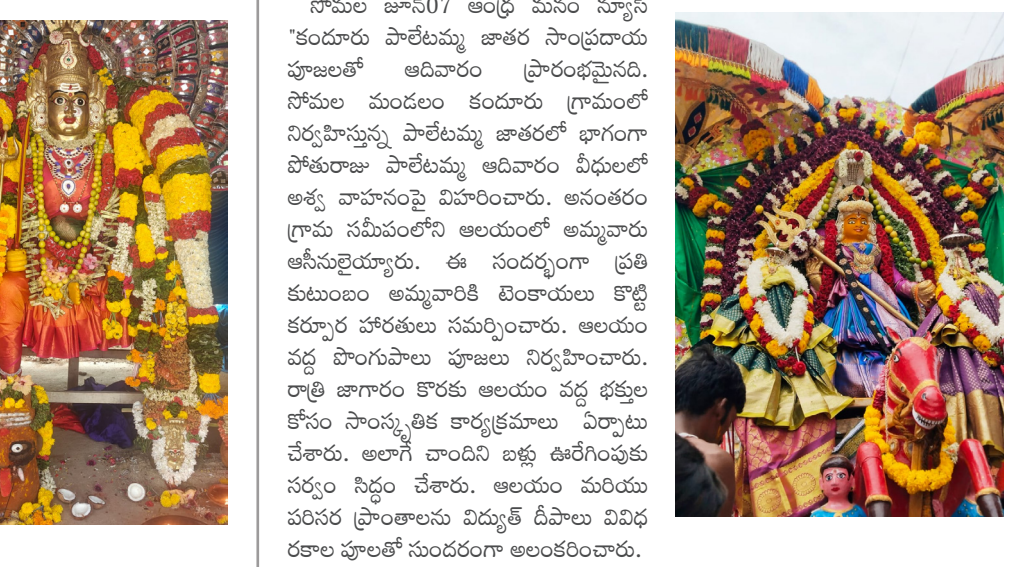 సోమల జూన్07 ఆంధ్ర మనం న్యూస్
"కందూరు పాలేటమ్మ జాతర సాంప్రదాయ
పూజలతో ఆదివారం ప్రారంభమైనది.
సోమల మండలం కందూరు గ్రామంలో
నిర్వహిస్తున్న పాలేటమ్మ జాతరలో భాగంగా
పోతురాజు పాలేటమ్మ ఆదివారం వీధులలో
అశ్వ వాహనంపై విహరించారు. అనంతరం
గ్రామ సమీపంలోని ఆలయంలో అమ్మవారు
ఆసీనులైయ్యారు. ఈ సందర్భంగా ప్రతి
కుటుంబం అమ్మవారికి టెంకాయలు కొట్టి
కర్పూర హారతులు సమర్పించారు. ఆలయం
వద్ద పొంగుపాలు పూజలు నిర్వహించారు.
రాత్రి జాగారం కొరకు ఆలయం వద్ద భక్తుల
కోసం సాంస్కృతిక కార్యక్రమాలు ఏర్పాటు
చేశారు. అలాగే చాందిని బళ్లు ఊరేగింపుకు
సర్వం సిద్ధం చేశారు. ఆలయం మరియు
పరిసర ప్రాంతాలను విద్యుత్ దీపాలు వివిధ
రకాల పూలతో సుందరంగా అలంకరించారు.